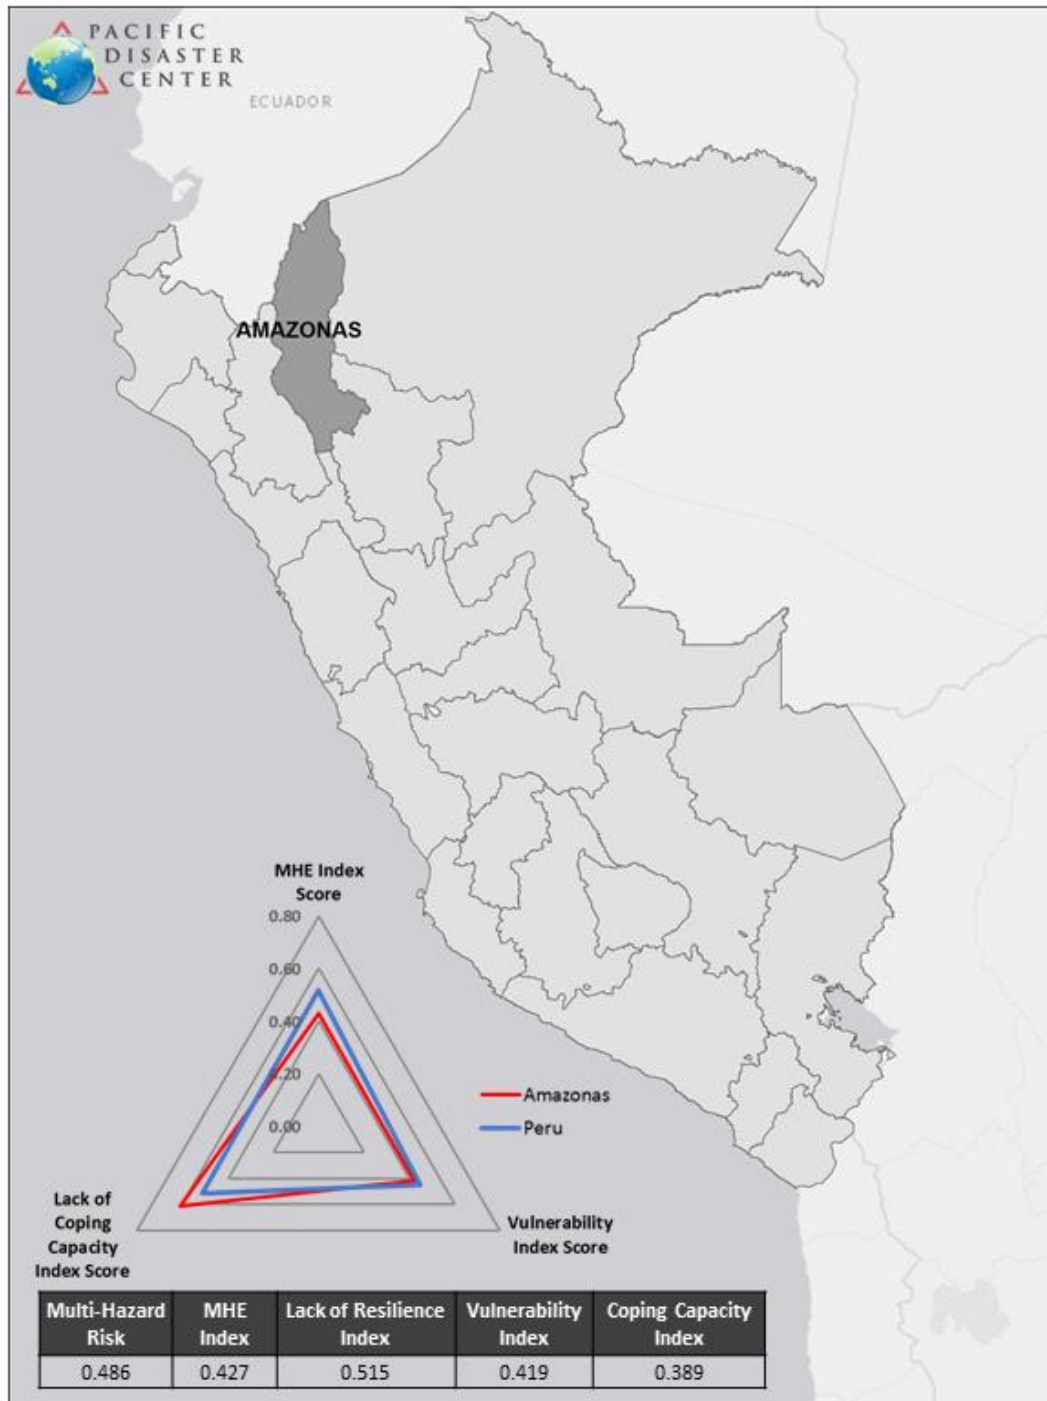 PACIFIC
DISASTER
CENTER
ECUADOR
AMAZONAS
MHE Index
Score
0.80
0.60
0.40
.20
0.00
Amazonas
Peru
Lack of
Coping
Capacity
Index Score
Vulnerability
Index Score
Multi-Hazard
Risk
MHE
Index
Lack of Resilience
Index
Vulnerability
Index
Coping Capacity
Index
0.486 0.427 0.515 0.419 0.389